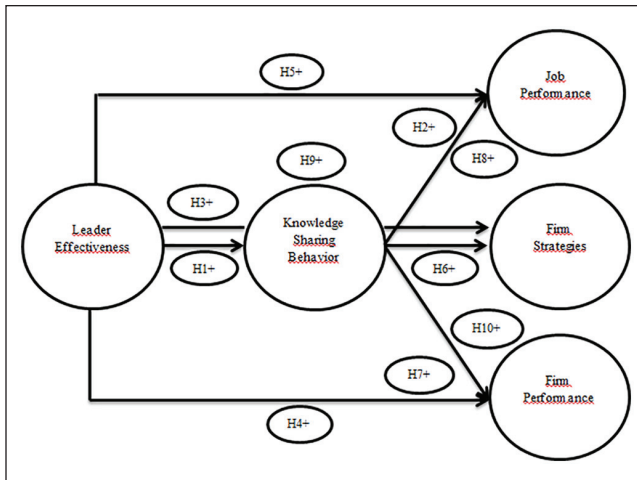 H5+
Job
Performance
H2+
H8+
H9+
Leader
Effectiveness
H3+
H1+
Knowledge
Sharing
Behavior
Firm
Strategies
H6+
H10+
H7+
Firm
Performance
H4+